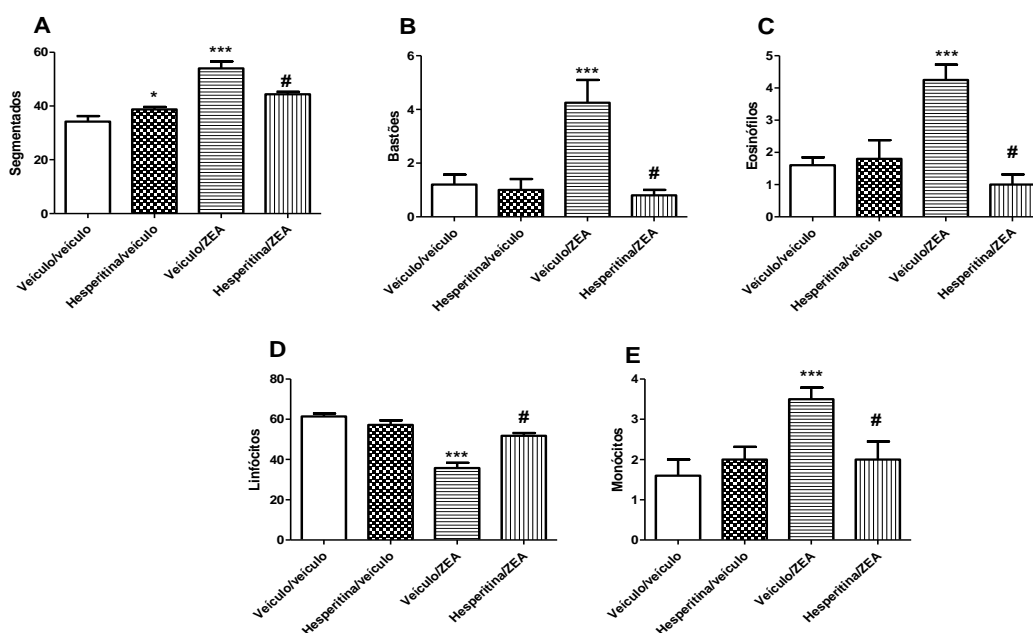 A
Segmentados
60
40
20
0
*
***
#
Veículo/veículo
Hesperitina/veículo
Veículo/ZEA
Hesperitina/ZEA
B
Bastões
6
4
2
0
***
#
Veículo/veículo
Hesperitina/veículo
Veículo/ZEA
Hesperitina/ZEA
C
Eosinófilos
5
4
3
2
1
0
***
#
Veículo/veículo
Hesperitina/veículo
Veículo/ZEA
Hesperitina/ZEA
D
Linfócitos
80
60
40
20
0
***
#
Veículo/veículo
Hesperitina/veículo
Veículo/ZEA
Hesperitina/ZEA
E
Monócitos
4
3
2
1
0
***
#
Veículo/veículo
Hesperitina/veículo
Veículo/ZEA
Hesperitina/ZEA